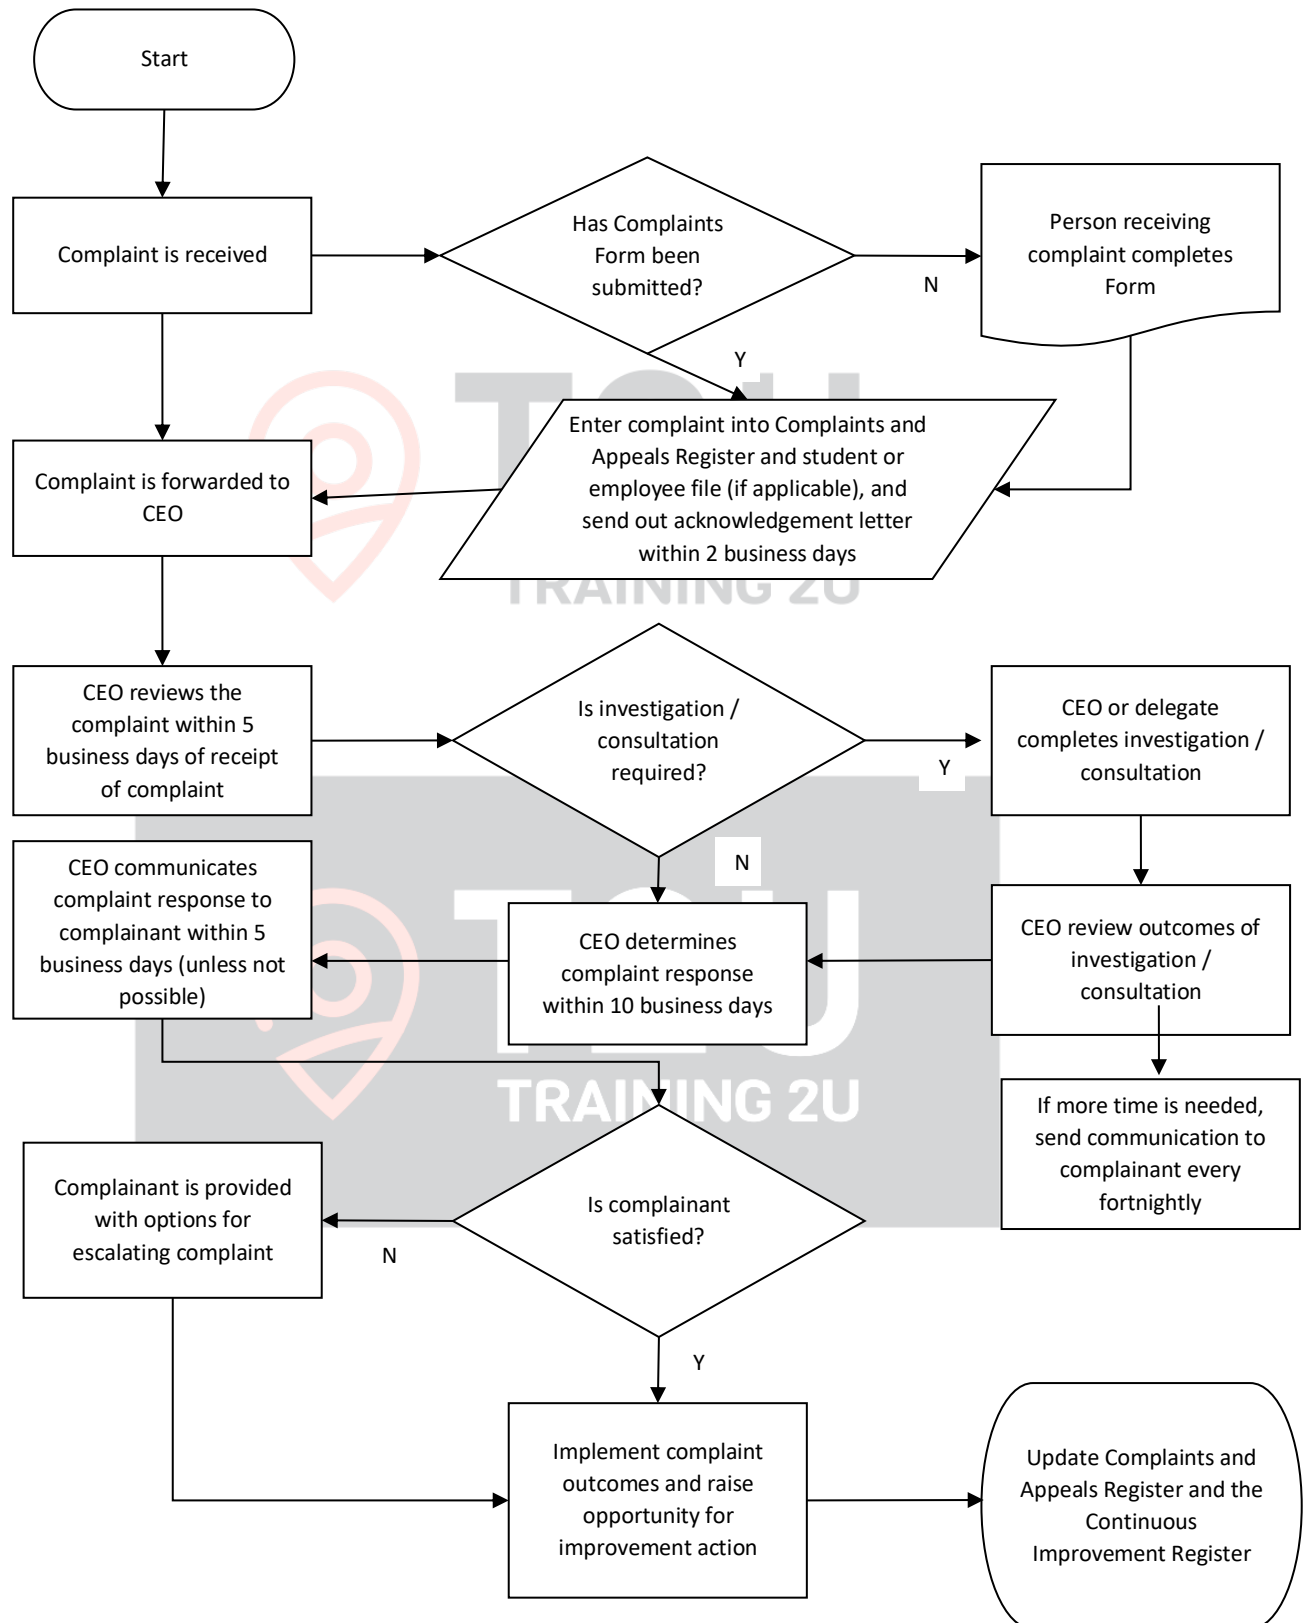 Start
Complaint is received
Has Complaints
Form been
submitted?
N
Person receiving
complaint completes
Form
Y
Enter complaint into Complaints and
Appeals Register and student or
employee file (if applicable), and
send out acknowledgement letter
within 2 business days
Complaint is forwarded to
CEO
TRAINING 2U
CEO reviews the
complaint within 5
business days of receipt
of complaint
Is investigation /
consultation
required?
Y
CEO or delegate
completes investigation /
consultation
N
CEO communicates
complaint response to
complainant within 5
business days (unless not
possible)
CEO determines
complaint response
within 10 business days
CEO review outcomes of
investigation /
consultation
TRAINING 2U
If more time is needed,
send communication to
complainant every
fortnightly
Complainant is provided
with options for
escalating complaint
N
Is complainant
satisfied?
Y
Implement complaint
outcomes and raise
opportunity for
improvement action
Update Complaints and
Appeals Register and the
Continuous
Improvement Register